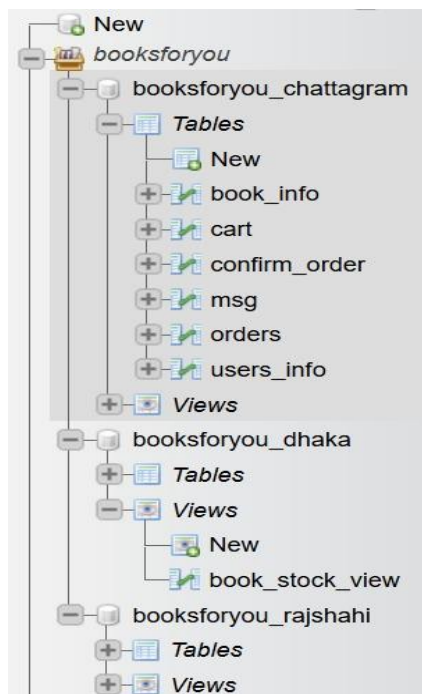 New
booksforyou
booksforyou_chattagram
Tables
New
book_info
cart
confirm_order
msg
orders
users_info
Views
booksforyou_dhaka
Tables
Views
New
book_stock_view
booksforyou_rajshahi
Tables
Views